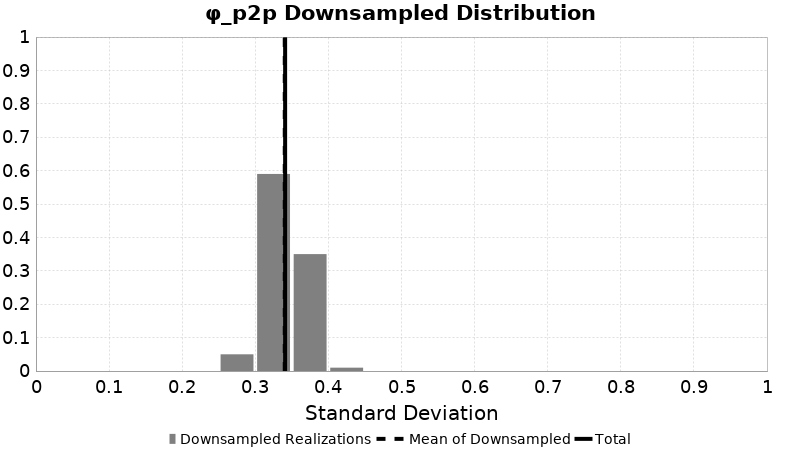 φ_p2p Downsampled Distribution
1
0.9
0.8
0.7
0.6
0.5
0.4
0.3
0.2
0.1
0
0 0.1 0.2 0.3 0.4 0.5 0.6 0.7 0.8 0.9 1
Standard Deviation
Downsampled Realizations Mean of Downsampled Total